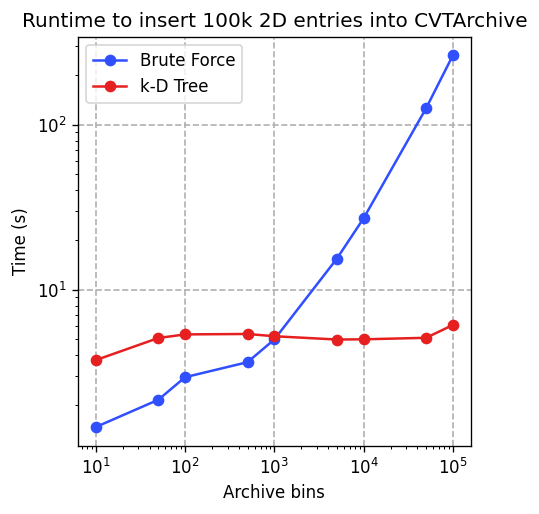 Runtime to insert 100k 2D entries into CVTArchive
Brute Force
k-D Tree
Time (s)
10²
10¹
10¹ 10² 10³ 10⁴ 10⁵
Archive bins